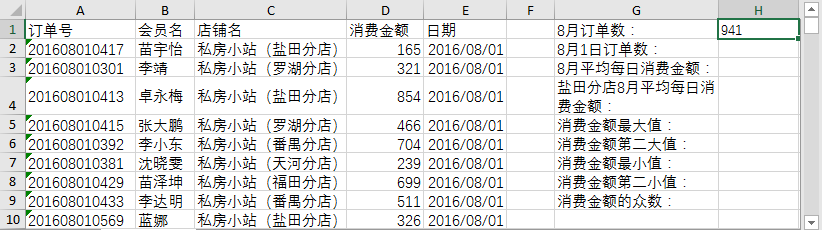 A B C D E F G H
1 订单号 会员名 店铺名 消费金额 日期 8月订单数： 941
2 201608010417 苗宇怡 私房小站（盐田分店） 165 2016/08/01 8月1日订单数：
3 201608010301 李靖 私房小站（罗湖分店） 321 2016/08/01 8月平均每日消费金额：
4 201608010413 卓永梅 私房小站（盐田分店） 854 2016/08/01 盐田分店8月平均每日消
费金额：
5 201608010415 张大鹏 私房小站（罗湖分店） 466 2016/08/01 消费金额最大值：
6 201608010392 李小东 私房小站（番禺分店） 704 2016/08/01 消费金额第二大值：
7 201608010381 沈晓雯 私房小站（天河分店） 239 2016/08/01 消费金额最小值：
8 201608010429 苗泽坤 私房小站（福田分店） 699 2016/08/01 消费金额第二小值：
9 201608010433 李达明 私房小站（番禺分店） 511 2016/08/01 消费金额的众数：
10 201608010569 蓝娜 私房小站（盐田分店） 326 2016/08/01